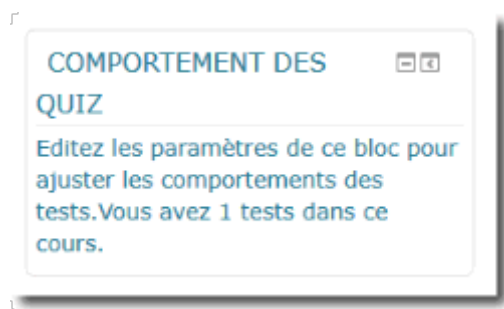 COMPORTEMENT DES
QUIZ
Editez les paramètres de ce bloc pour
ajuster les comportements des
tests.Vous avez 1 tests dans ce
cours.